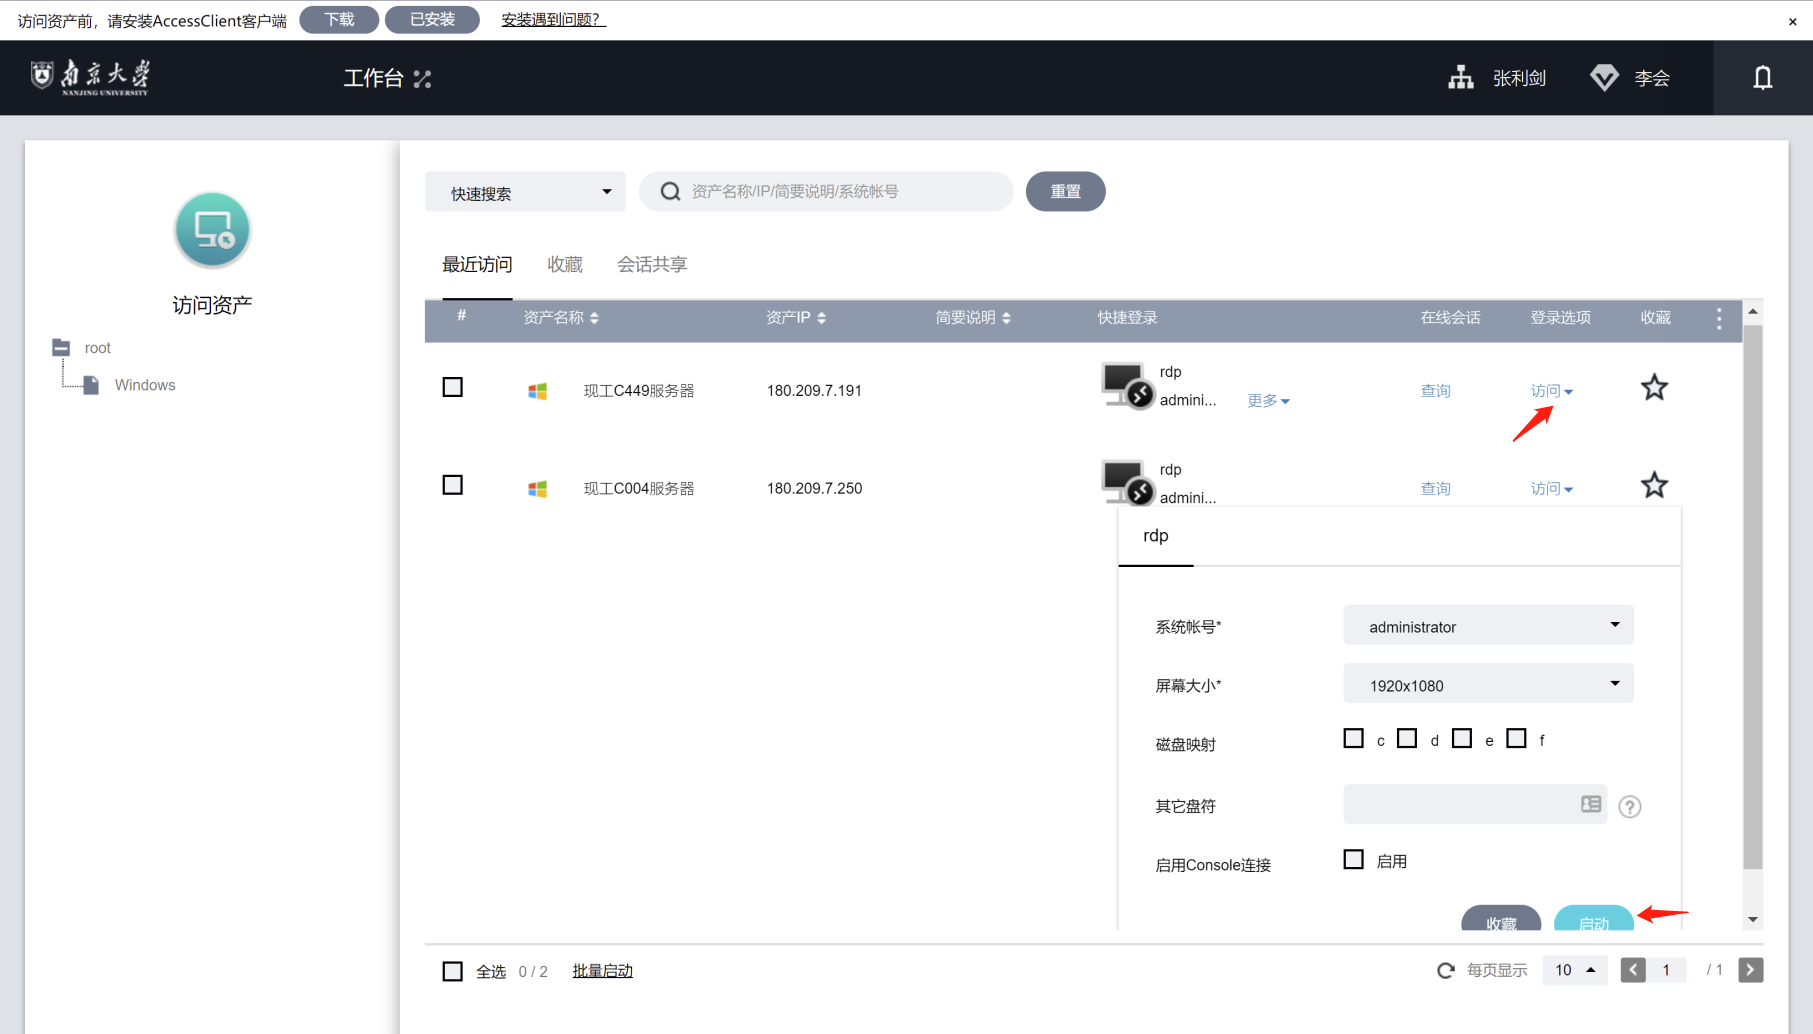 访问资产前，请安装AccessClient客户端 下载 已安装 安装遇到问题？ ×
南京大学 NANJING UNIVERSITY 工作台 张利剑 李会
访问资产
root
Windows
快速搜索 资产名称/IP/简要说明/系统帐号 重置
最近访问 收藏 会话共享
# 资产名称 资产IP 简要说明 快捷登录 在线会话 登录选项 收藏
现工C449服务器 180.209.7.191 rdp admini... 更多 查询 访问
现工C004服务器 180.209.7.250 rdp admini... 查询 访问
rdp
系统帐号* administrator
屏幕大小* 1920x1080
磁盘映射 c d e f
其它盘符 ?
启用Console连接 启用
收藏 启动
全选 0 / 2 批量启动 每页显示 10 1 / 1